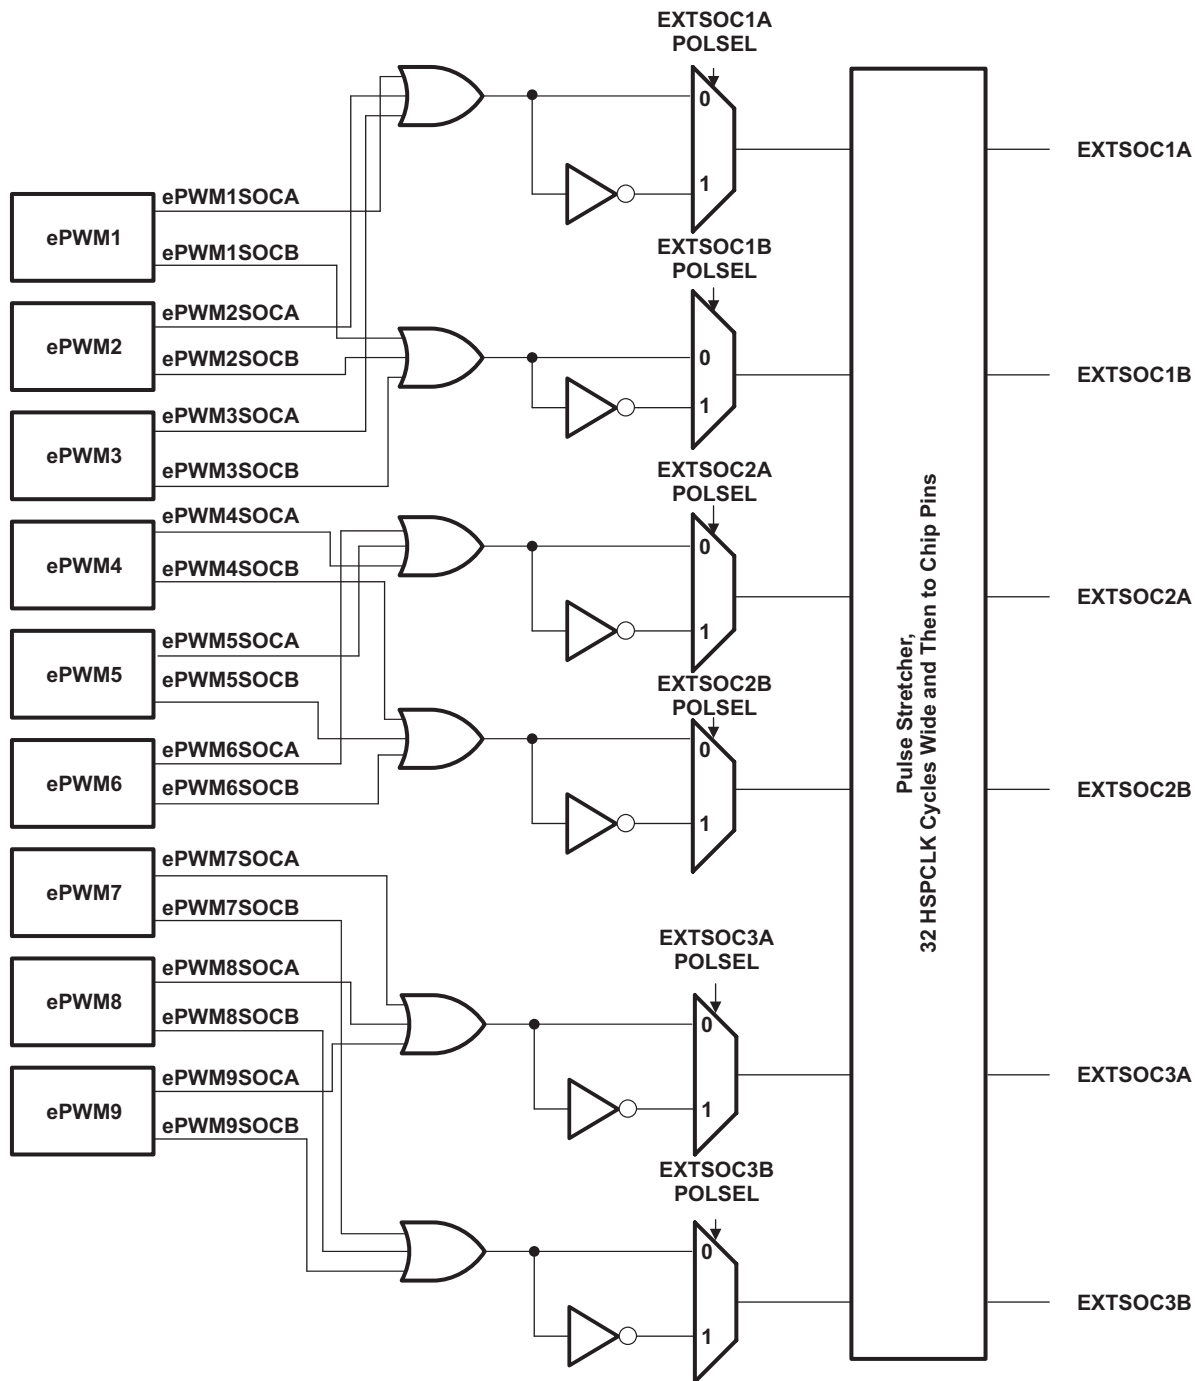 EXTSOC1A
POLSEL
0
1
EXTSOC1A
ePWM1
ePWM1SOCA
ePWM1SOCB
EXTSOC1B
POLSEL
0
1
EXTSOC1B
ePWM2
ePWM2SOCA
ePWM2SOCB
ePWM3
ePWM3SOCA
ePWM3SOCB
EXTSOC2A
POLSEL
0
1
EXTSOC2A
ePWM4
ePWM4SOCA
ePWM4SOCB
ePWM5
ePWM5SOCA
ePWM5SOCB
EXTSOC2B
POLSEL
0
1
EXTSOC2B
ePWM6
ePWM6SOCA
ePWM6SOCB
Pulse Stretcher,
32 HSPCLK Cycles Wide and Then to Chip Pins
ePWM7
ePWM7SOCA
ePWM7SOCB
EXTSOC3A
POLSEL
0
1
EXTSOC3A
ePWM8
ePWM8SOCA
ePWM8SOCB
ePWM9
ePWM9SOCA
ePWM9SOCB
EXTSOC3B
POLSEL
0
1
EXTSOC3B